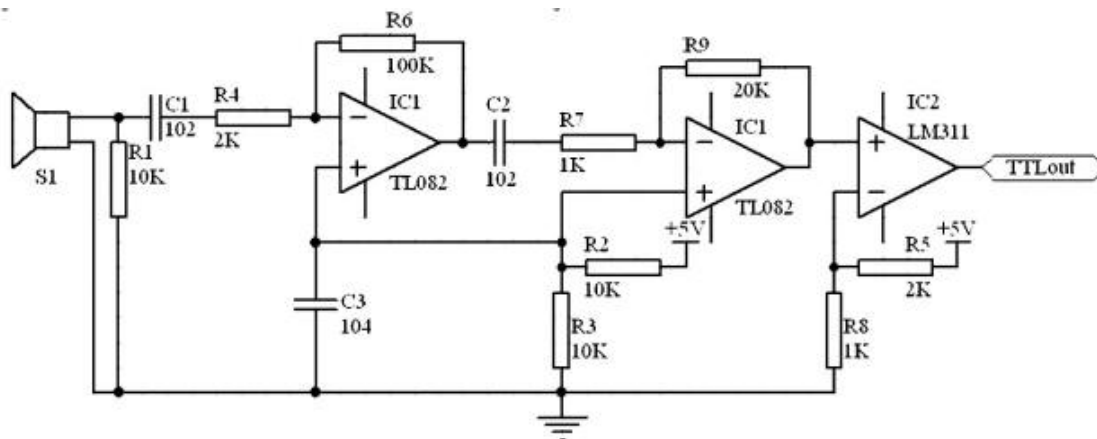 R6
100K
R9
20K
C1
102
R4
2K
IC1
TL082
C2
102
R7
1K
IC1
TL082
IC2
LM311
TTLout
S1
R1
10K
+5V
R2
10K
+5V
R5
2K
C3
104
R3
10K
R8
1K